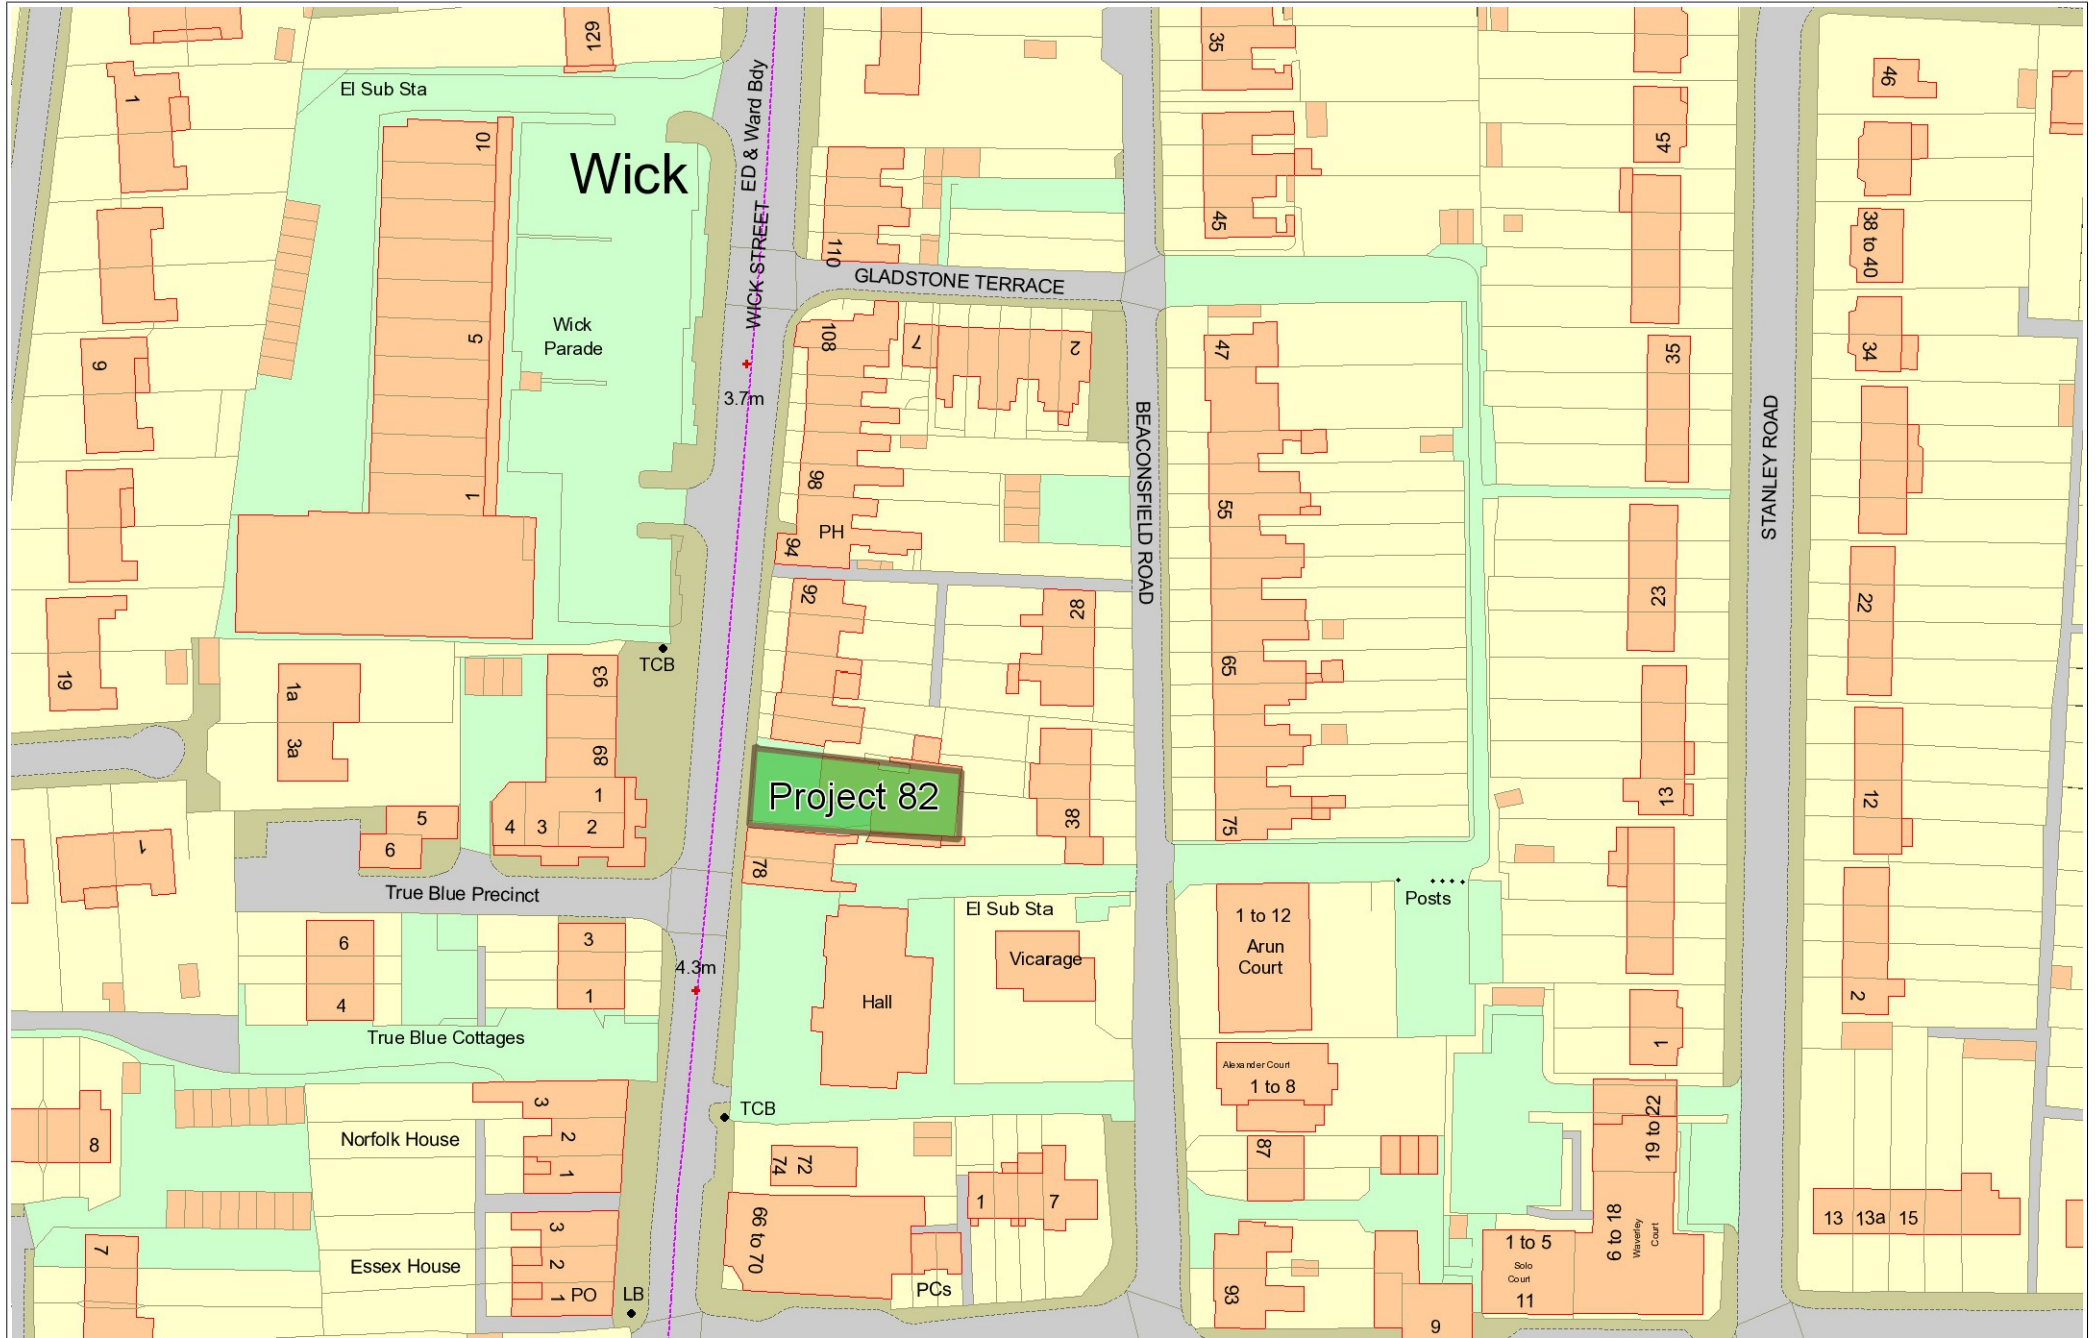 129
35
46
El Sub Sta
1
10
45
Wick
ED & Ward Bdy
WICK STREET
110
45
38 to 40
GLADSTONE TERRACE
Wick
Parade
5
108
7
2
47
35
34
9
3.7m
BEACONSFIELD ROAD
STANLEY ROAD
98
1
PH
94
55
92
28
23
22
TCB
65
19
1a
93
3a
89
Project 82
1
13
12
38
75
5
4
3
2
6
1
78
True Blue Precinct
Posts
El Sub Sta
1 to 12
Arun
Court
6
3
Vicarage
4.3m
Hall
4
1
2
True Blue Cottages
1
Alexander Court
1 to 8
3
TCB
19 to 22
Norfolk House
2
8
87
1
74
72
1
7
13
13a
15
3
66 to 70
6 to 18
Waverley
Court
7
Essex House
2
1 to 5
Solo
Court
11
1
PO
LB
PCs
93
9